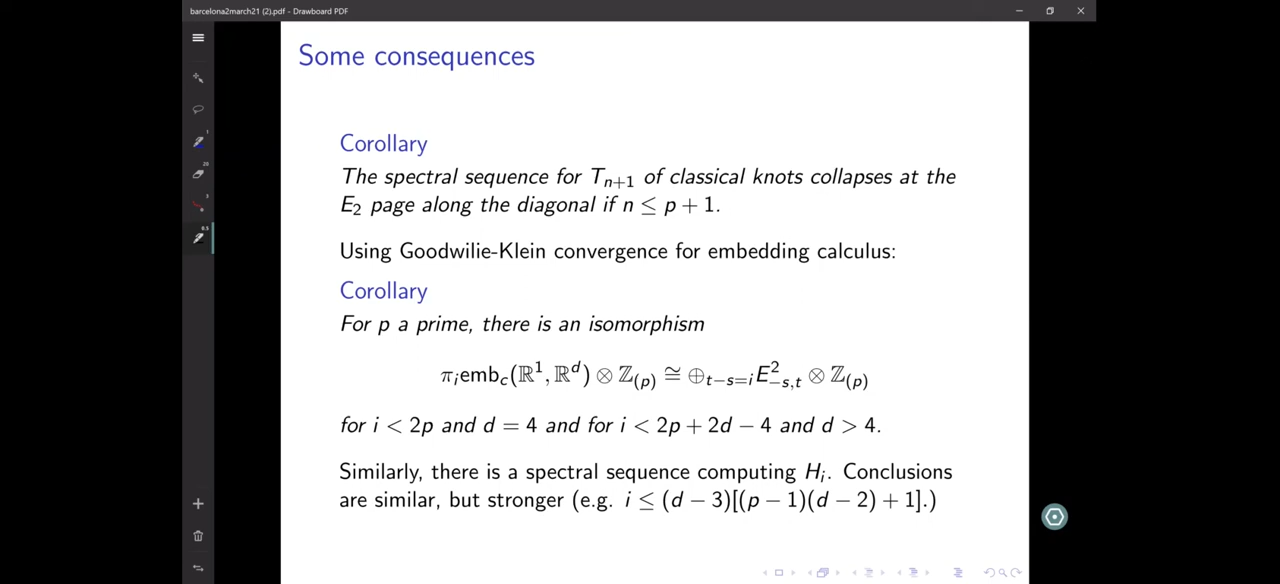 barcelona2march21 (2).pdf - Drawboard PDF
Some consequences
Corollary
The spectral sequence for T_{n+1} of classical knots collapses at the
E_2 page along the diagonal if n ≤ p + 1.
Using Goodwilie-Klein convergence for embedding calculus:
Corollary
For p a prime, there is an isomorphism
π_i emb_c(ℝ^1, ℝ^d) ⊗ ℤ_{(p)} ≅ ⊕_{t−s=i} E^2_{−s,t} ⊗ ℤ_{(p)}
for i < 2p and d = 4 and for i < 2p + 2d − 4 and d > 4.
Similarly, there is a spectral sequence computing H_i. Conclusions
are similar, but stronger (e.g. i ≤ (d − 3)[(p − 1)(d − 2) + 1].)